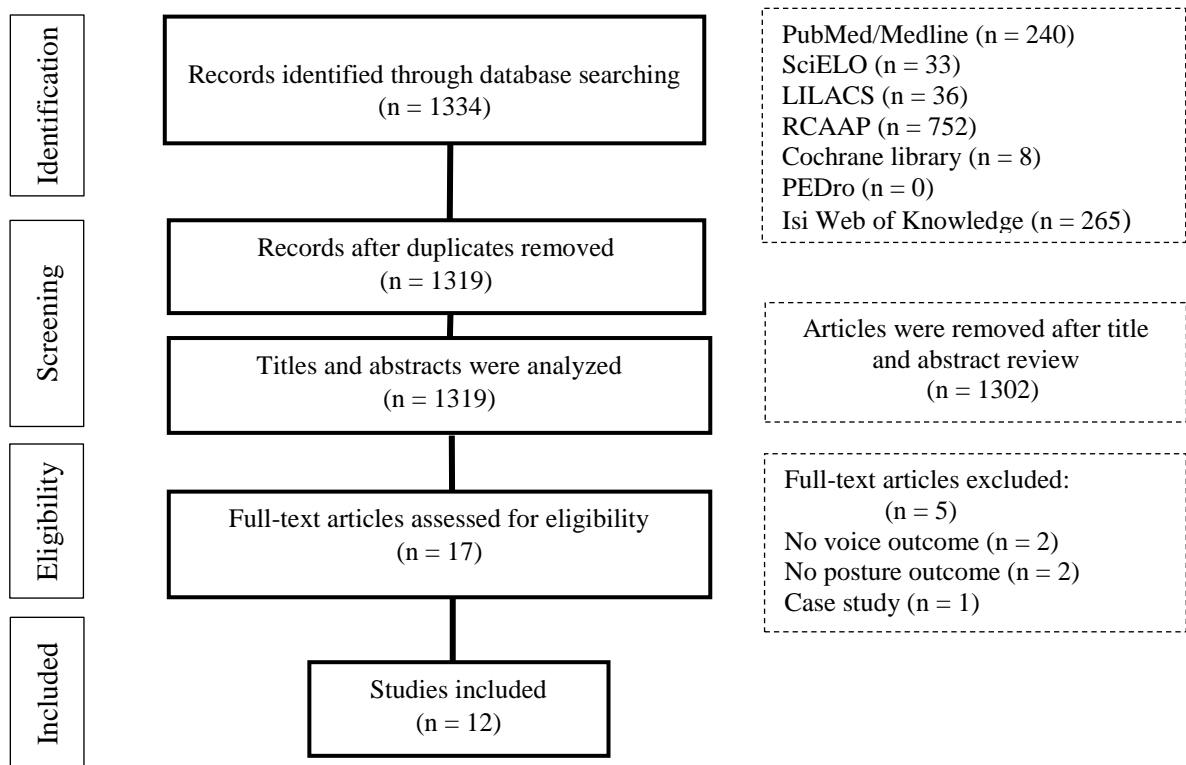 Identification
Records identified through database searching
(n = 1334)
PubMed/Medline (n = 240)
SciELO (n = 33)
LILACS (n = 36)
RCAAP (n = 752)
Cochrane library (n = 8)
PEDro (n = 0)
Isi Web of Knowledge (n = 265)
Screening
Records after duplicates removed
(n = 1319)
Titles and abstracts were analyzed
(n = 1319)
Articles were removed after title
and abstract review
(n = 1302)
Eligibility
Full-text articles assessed for eligibility
(n = 17)
Full-text articles excluded:
(n = 5)
No voice outcome (n = 2)
No posture outcome (n = 2)
Case study (n = 1)
Included
Studies included
(n = 12)